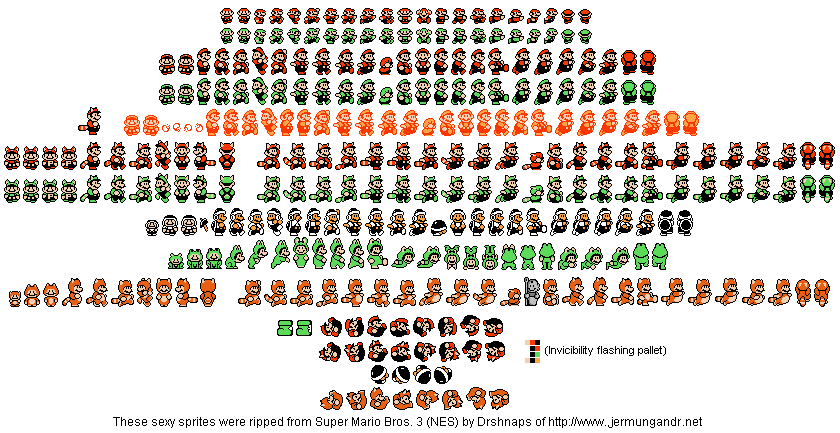 (Invicibility flashing pallet)
These sexy sprites were ripped from Super Mario Bros. 3 (NES) by Drshnaps of http://www.jermungandr.net